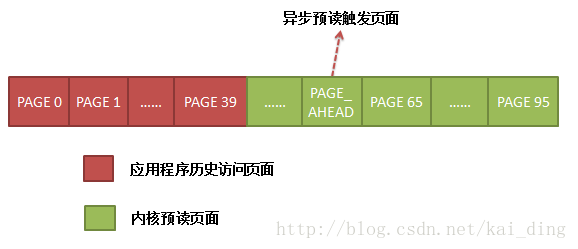 异步预读触发页面
PAGE 0 PAGE 1 ...... PAGE 39 ...... PAGE_ PAGE 65 ...... PAGE 95
AHEAD
应用程序历史访问页面
内核预读页面
http://blog.csdn.net/kai_ding